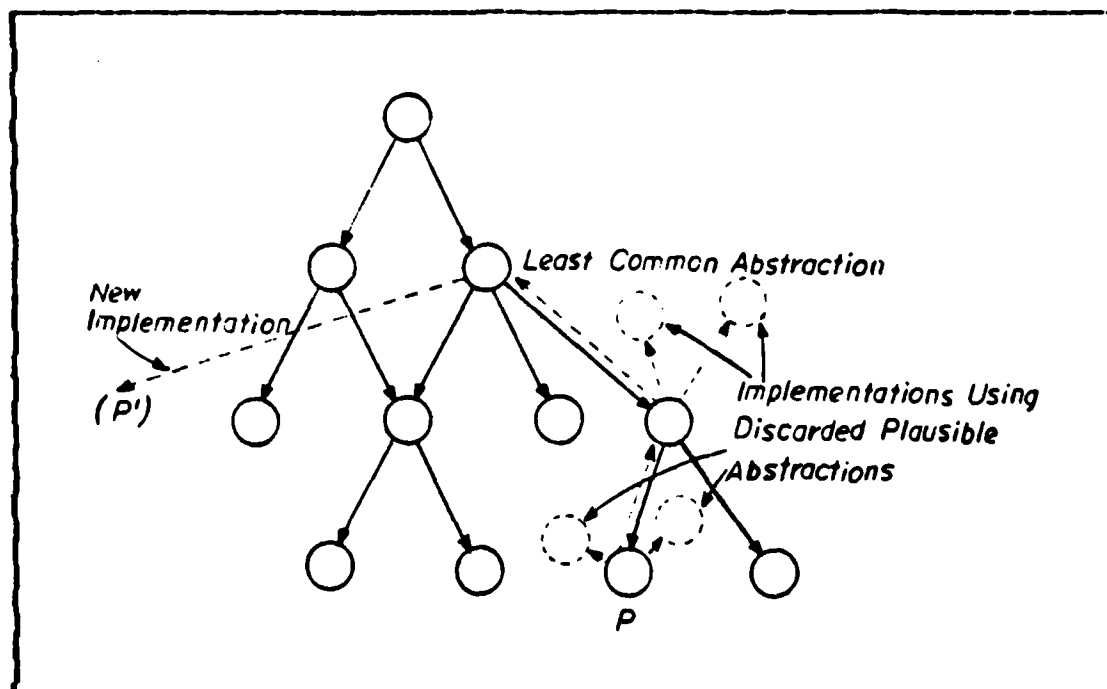 Least Common Abstraction
New
Implementation
(P')
Implementations Using
Discarded Plausible
Abstractions
P